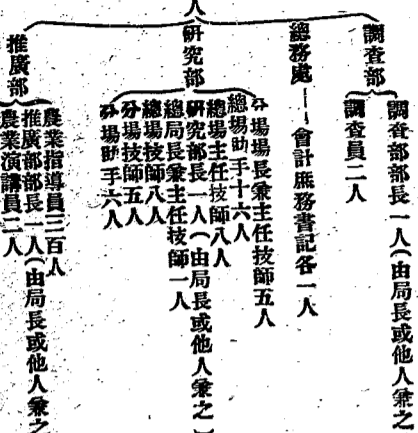 人
調查部
調查部部長一人(由局長或他人兼之
調查員二人
總務處——會計庶務書記各一人
研究部
分場場長兼主任技師五人
總場助手十六人
總場主任技師八人
研究部長一人(由局長或他人兼之)
總局長兼主任技師一人
總場技師八人
分場技師五人
分場助手六人
推廣部
農業指導員三百人
推廣部部長一人(由局長或他人兼之
農業演講員二人